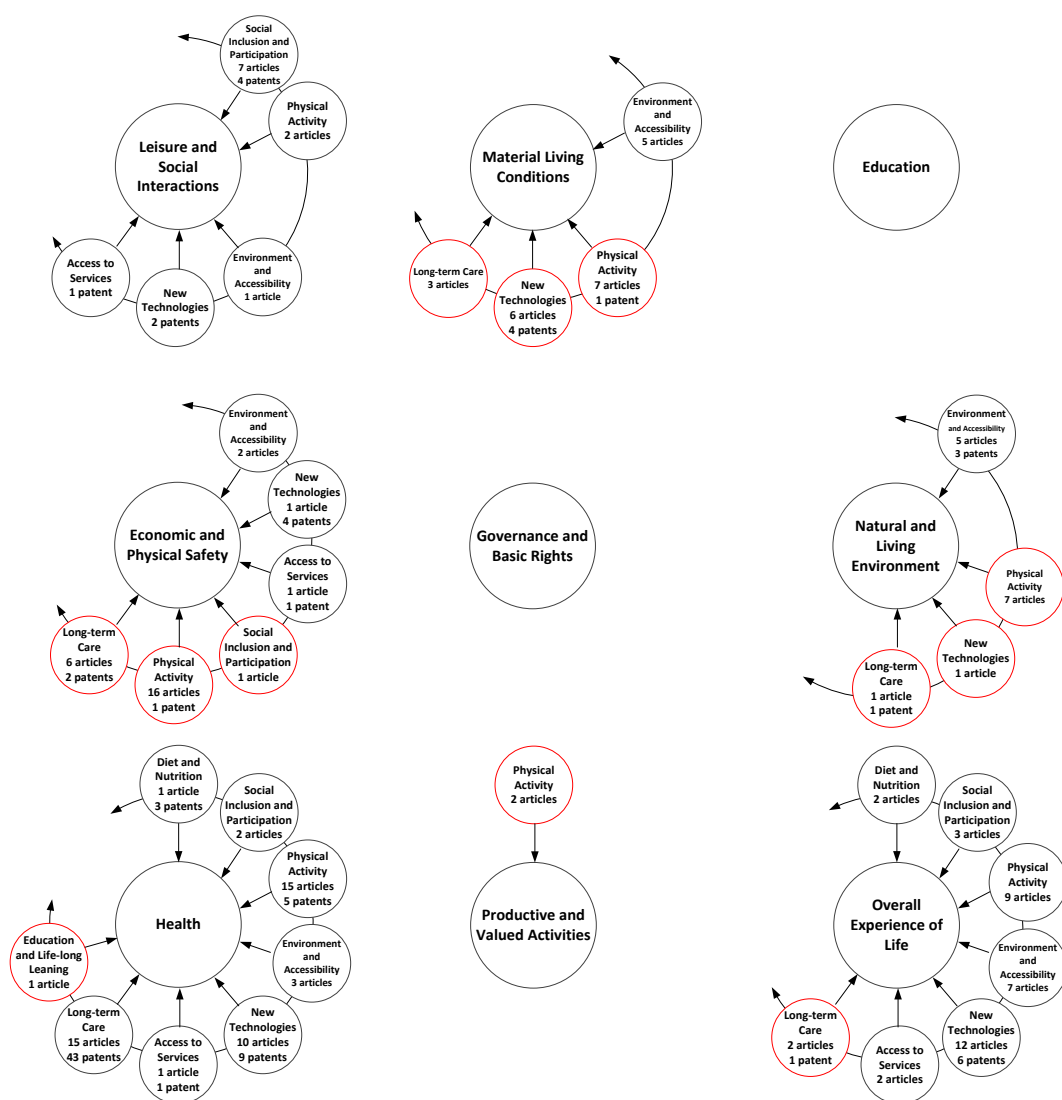 Social
Inclusion and
Participation
7 articles
4 patents
Physical
Activity
2 articles
Leisure and
Social
Interactions
Access to
Services
1 patent
New
Technologies
2 patents
Environment
and
Accessibility
1 article
Environment
and
Accessibility
5 articles
Material Living
Conditions
Long-term Care
3 articles
New
Technologies
6 articles
4 patents
Physical
Activity
7 articles
1 patent
Education
Environment
and
Accessibility
2 articles
New
Technologies
1 article
4 patents
Economic and
Physical Safety
Access to
Services
1 article
1 patent
Long-term
Care
6 articles
2 patents
Physical
Activity
16 articles
1 patent
Social
Inclusion and
Participation
1 article
Governance and
Basic Rights
Environment
and Accessibility
5 articles
3 patents
Natural and
Living
Environment
Physical
Activity
7 articles
New
Technologies
1 article
Long-term
Care
1 article
1 patent
Diet and
Nutrition
1 article
3 patents
Social
Inclusion and
Participation
2 articles
Physical
Activity
15 articles
5 patents
Health
Education
and Life-long
Leaning
1 article
Environment
and
Accessibility
3 articles
Long-term
Care
15 articles
43 patents
Access to
Services
1 article
1 patent
New
Technologies
10 articles
9 patents
Physical
Activity
2 articles
Productive and
Valued Activities
Diet and
Nutrition
2 articles
Social
Inclusion and
Participation
3 articles
Physical
Activity
9 articles
Overall
Experience of
Life
Environment
and
Accessibility
7 articles
Long-term
Care
2 articles
1 patent
Access to
Services
2 articles
New
Technologies
12 articles
6 patents